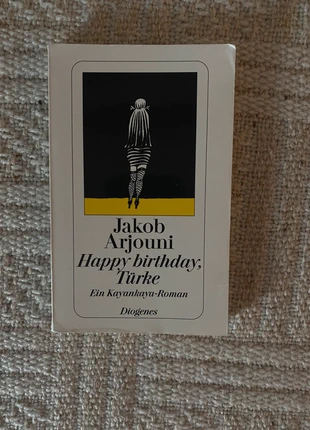 Jakob
Arjouni
Happy birthday,
Türke
Ein Kayankaya-Roman
Diogenes